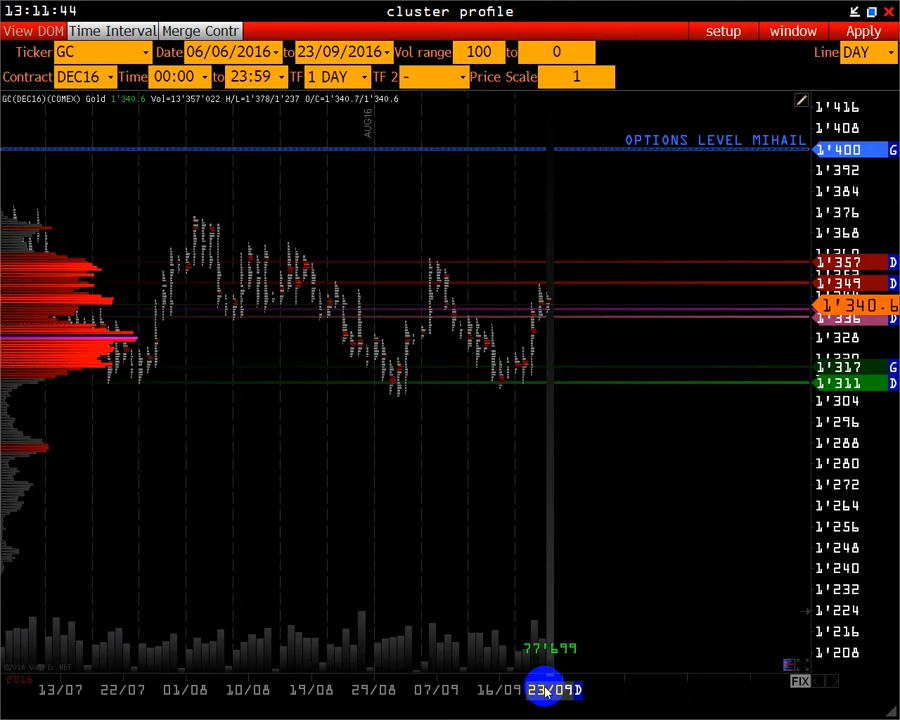 13:11:44 cluster profile
View DOM Time Interval Merge Contr setup window Apply
Ticker GC Date 06/06/2016 to 23/09/2016 Vol range 100 to 0 Line DAY
Contract DEC16 Time 00:00 to 23:59 TF 1 DAY TF 2 - Price Scale 1
GC(DEC16)(COMEX) Gold 1'340.6 Vol=13'357'022 H/L=1'378/1'237 O/C=1'340.7/1'340.6
AUG16
1'416
1'408
OPTIONS LEVEL MIHAIL
1'400 G
1'392
1'384
1'376
1'368
1'357 D
1'349 D
1'340.6
1'336 D
1'328
1'320
1'317 G
1'311 D
1'304
1'296
1'288
1'280
1'272
1'264
1'256
1'248
1'240
1'232
1'224
1'216
77'699
1'208
2016
FIX
13/07 22/07 01/08 10/08 19/08 29/08 07/09 16/09 23/09 D